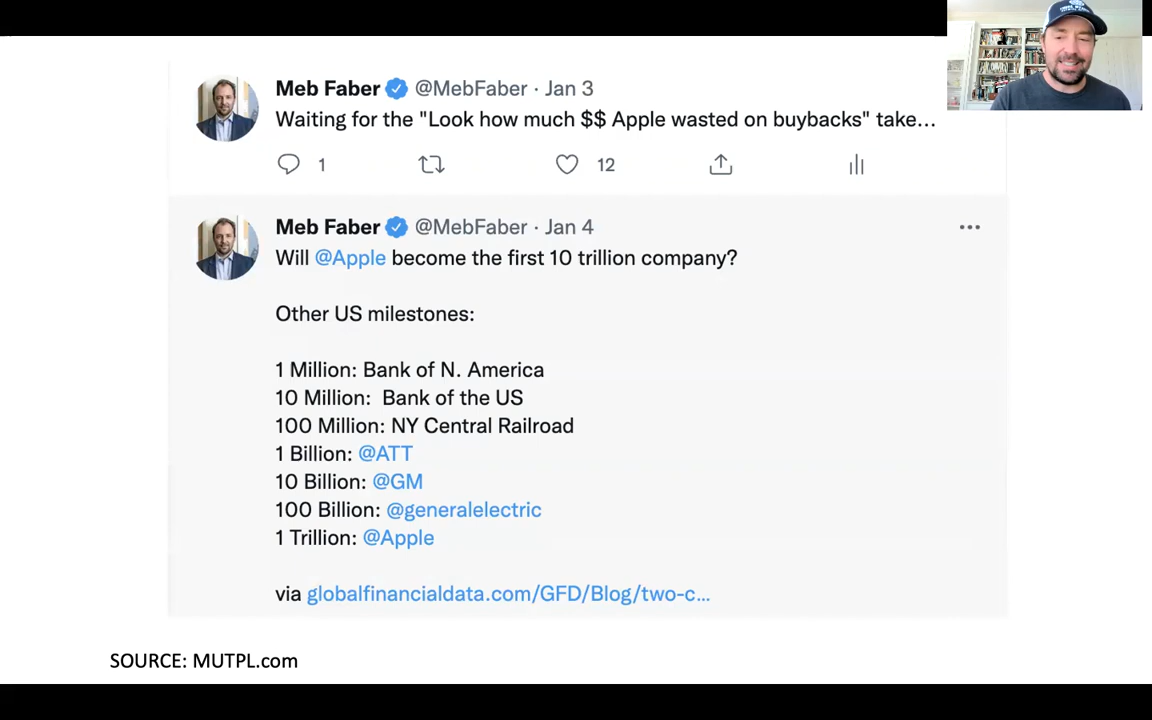 Meb Faber @MebFaber · Jan 3
Waiting for the "Look how much $$ Apple wasted on buybacks" take...
1 12
Meb Faber @MebFaber · Jan 4
Will @Apple become the first 10 trillion company?
Other US milestones:
1 Million: Bank of N. America
10 Million:  Bank of the US
100 Million: NY Central Railroad
1 Billion: @ATT
10 Billion: @GM
100 Billion: @generalelectric
1 Trillion: @Apple
via globalfinancialdata.com/GFD/Blog/two-c...
SOURCE: MUTPL.com